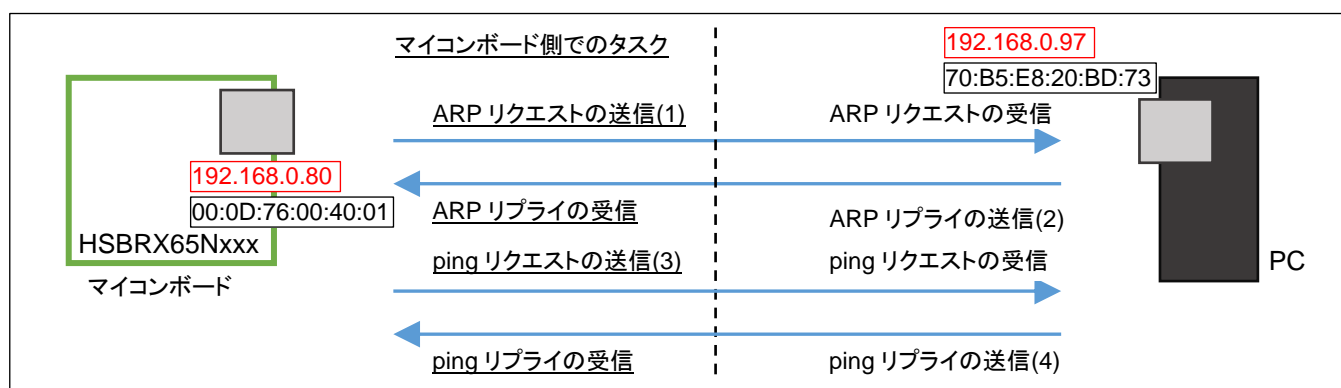 マイコンボード側でのタスク
192.168.0.97
70:B5:E8:20:BD:73
ARP リクエストの送信(1)
ARP リクエストの受信
192.168.0.80
00:0D:76:00:40:01
ARP リプライの受信
ARP リプライの送信(2)
HSBRX65Nxxx
ping リクエストの送信(3)
ping リクエストの受信
PC
マイコンボード
ping リプライの受信
ping リプライの送信(4)